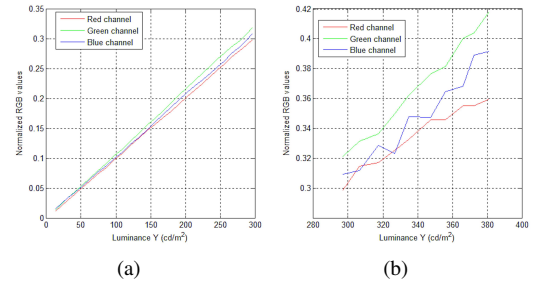 0.35
0.3
0.25
0.2
0.15
0.1
0.05
0
Normalized RGB values
Red channel
Green channel
Blue channel
0 50 100 150 200 250 300
Luminance Y (cd/m²)
(a)
0.42
0.4
0.38
0.36
0.34
0.32
0.3
Normalized RGB values
Red channel
Green channel
Blue channel
280 300 320 340 360 380 400
Luminance Y (cd/m²)
(b)